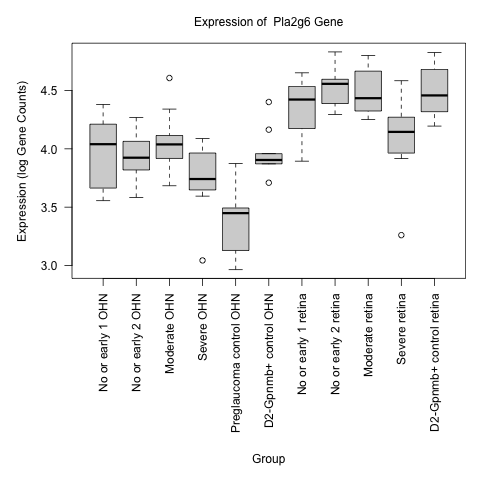 Expression of  Pla2g6 Gene
Expression (log Gene Counts)
4.5
4.0
3.5
3.0
No or early 1 OHN
No or early 2 OHN
Moderate OHN
Severe OHN
Preglaucoma control OHN
D2-Gpnmb+ control OHN
No or early 1 retina
No or early 2 retina
Moderate retina
Severe retina
D2-Gpnmb+ control retina
Group